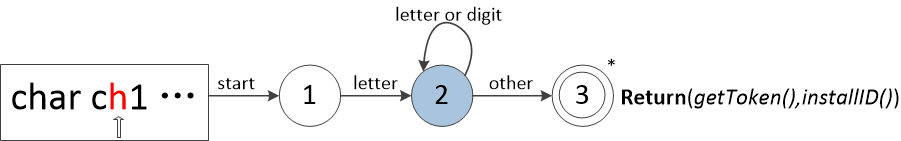 letter or digit
char ch1 ⋯
start
1
letter
2
other
3
*
Return(getToken(),installID())